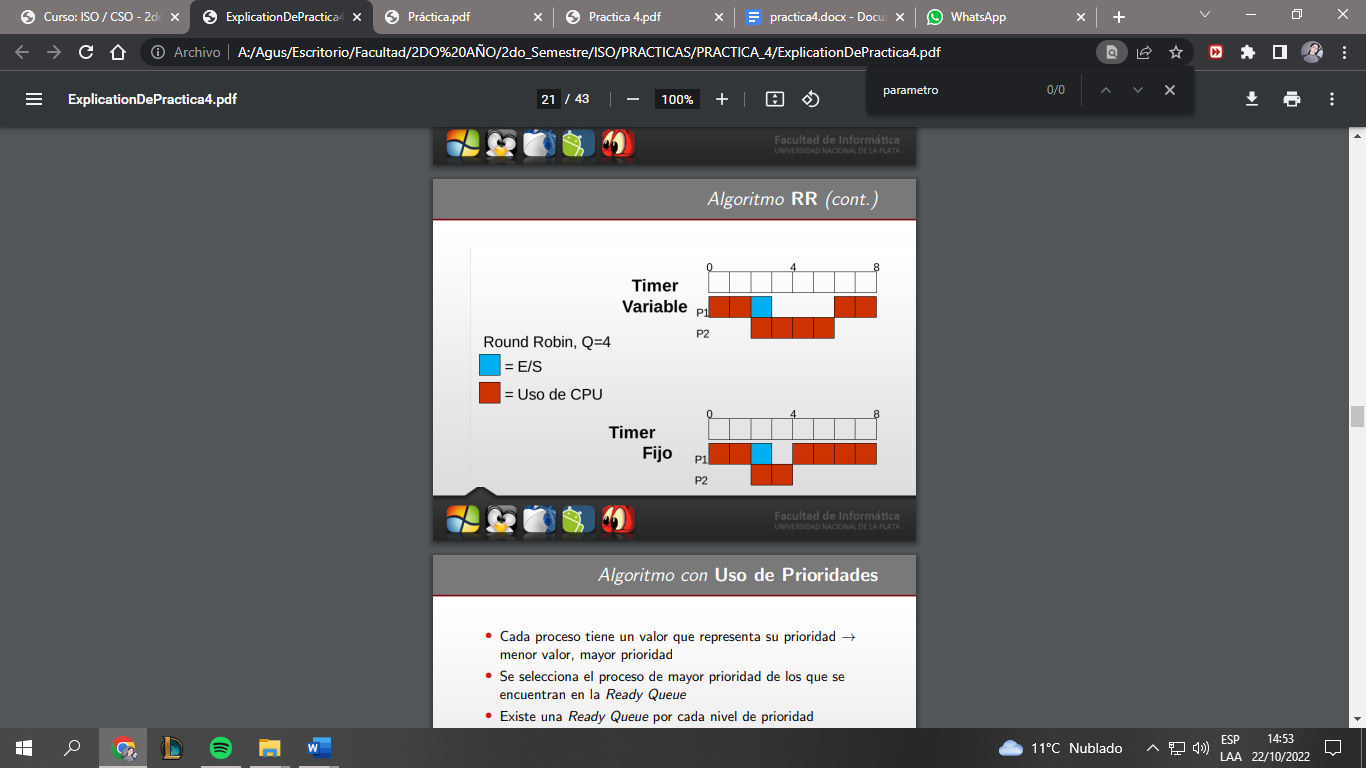 Curso: ISO / CSO - 2do
ExplicationDePractica4
Práctica.pdf
Practica 4.pdf
practica4.docx - Docu
WhatsApp
Archivo
A:/Agus/Escritorio/Facultad/2DO%20AÑO/2do_Semestre/ISO/PRACTICAS/PRACTICA_4/ExplicationDePractica4.pdf
ExplicationDePractica4.pdf
21 / 43
100%
parametro
0/0
Facultad de Informática
UNIVERSIDAD NACIONAL DE LA PLATA
Algoritmo RR (cont.)
0 4 8
Timer
Variable
P1
P2
Round Robin, Q=4
= E/S
= Uso de CPU
0 4 8
Timer
Fijo
P1
P2
Facultad de Informática
UNIVERSIDAD NACIONAL DE LA PLATA
Algoritmo con Uso de Prioridades
• Cada proceso tiene un valor que representa su prioridad →
menor valor, mayor prioridad
• Se selecciona el proceso de mayor prioridad de los que se
encuentran en la Ready Queue
• Existe una Ready Queue por cada nivel de prioridad
11°C Nublado
ESP
LAA
14:53
22/10/2022